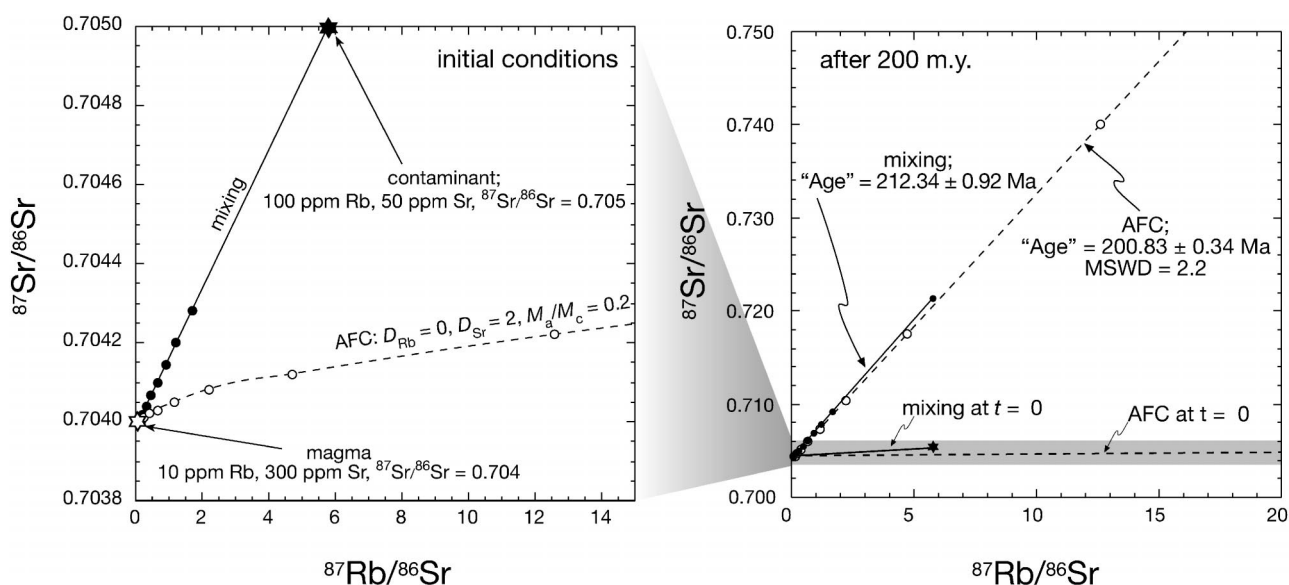 0.7050
0.7048
0.7046
0.7044
0.7042
0.7040
0.7038
0
2
4
6
8
10
12
14
⁸⁷Sr/⁸⁶Sr
⁸⁷Rb/⁸⁶Sr
initial conditions
mixing
contaminant;
100 ppm Rb, 50 ppm Sr, ⁸⁷Sr/⁸⁶Sr = 0.705
AFC: D_Rb = 0, D_Sr = 2, M_a/M_c = 0.2
magma
10 ppm Rb, 300 ppm Sr, ⁸⁷Sr/⁸⁶Sr = 0.704
0.750
0.740
0.730
0.720
0.710
0.700
0
5
10
15
20
⁸⁷Sr/⁸⁶Sr
⁸⁷Rb/⁸⁶Sr
after 200 m.y.
mixing;
“Age” = 212.34 ± 0.92 Ma
AFC;
“Age” = 200.83 ± 0.34 Ma
MSWD = 2.2
mixing at t = 0
AFC at t = 0